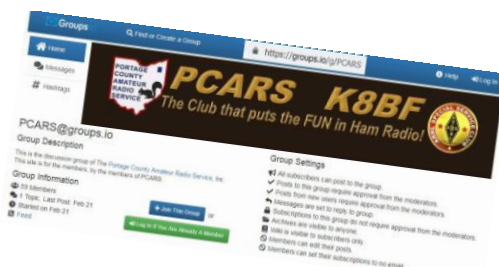 Groups
Find or Create a Group
https://groups.io/g/PCARS
Help
Log In
Home
Messages
Hashtags
PORTAGE
COUNTY
AMATEUR
RADIO
SERVICE
PCARS K8BF
The Club that puts the FUN in Ham Radio!
PCARS@groups.io
Group Description
This is the discussion group of The Portage County Amateur Radio Service, Inc.
This site is for the members, by the members of PCARS.
Group Information
59 Members
1 Topic, Last Post: Feb 21
Started on Feb 21
Feed
+ Join This Group or
Log In If You Are Already A Member
Group Settings
All subscribers can post to the group.
Posts to this group require approval from the moderators.
Posts from new users require approval from the moderators.
Messages are set to reply to group.
Subscriptions to this group do not require approval from the moderators.
Archives are visible to anyone.
Wiki is visible to subscribers only.
Members can edit their posts.
Members can set their subscriptions to no email.